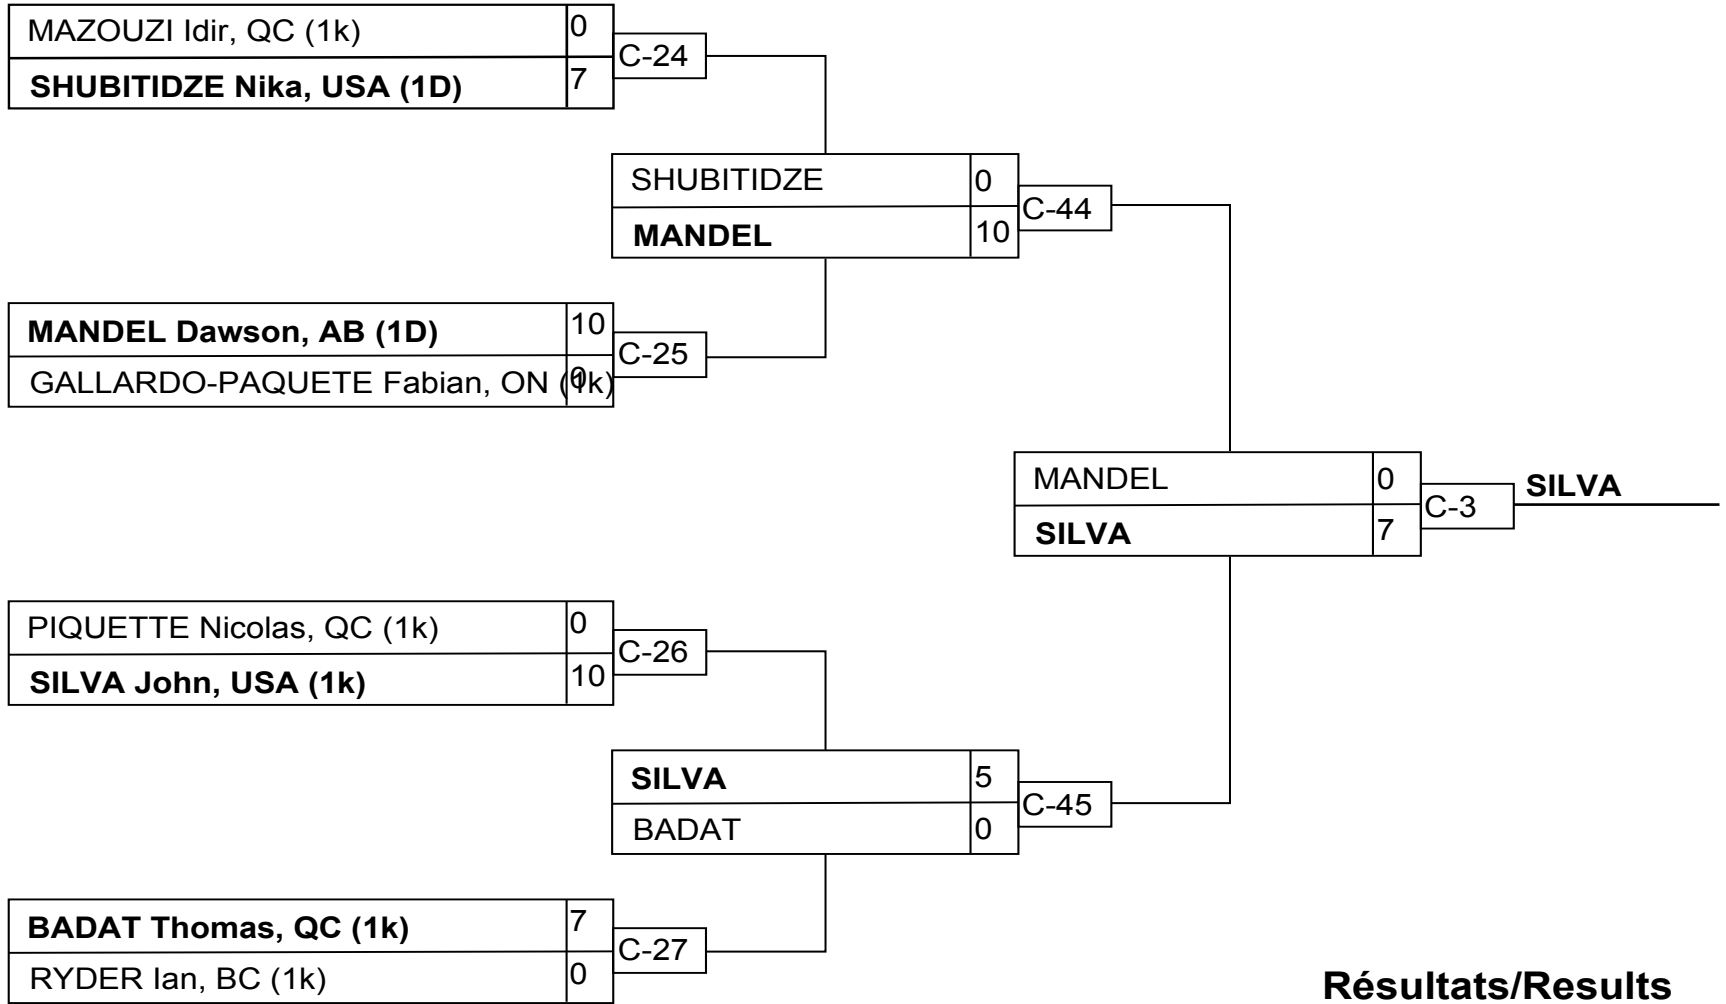 MAZOUZI Idir, QC (1k) 0
C-24
SHUBITIDZE Nika, USA (1D) 7
SHUBITIDZE 0
C-44
MANDEL 10
MANDEL Dawson, AB (1D) 10
C-25
GALLARDO-PAQUETE Fabian, ON (1k) 0
MANDEL 0
C-3
SILVA
SILVA 7
PIQUETTE Nicolas, QC (1k) 0
C-26
SILVA John, USA (1k) 10
SILVA 5
C-45
BADAT 0
BADAT Thomas, QC (1k) 7
C-27
RYDER Ian, BC (1k) 0
Résultats/Results